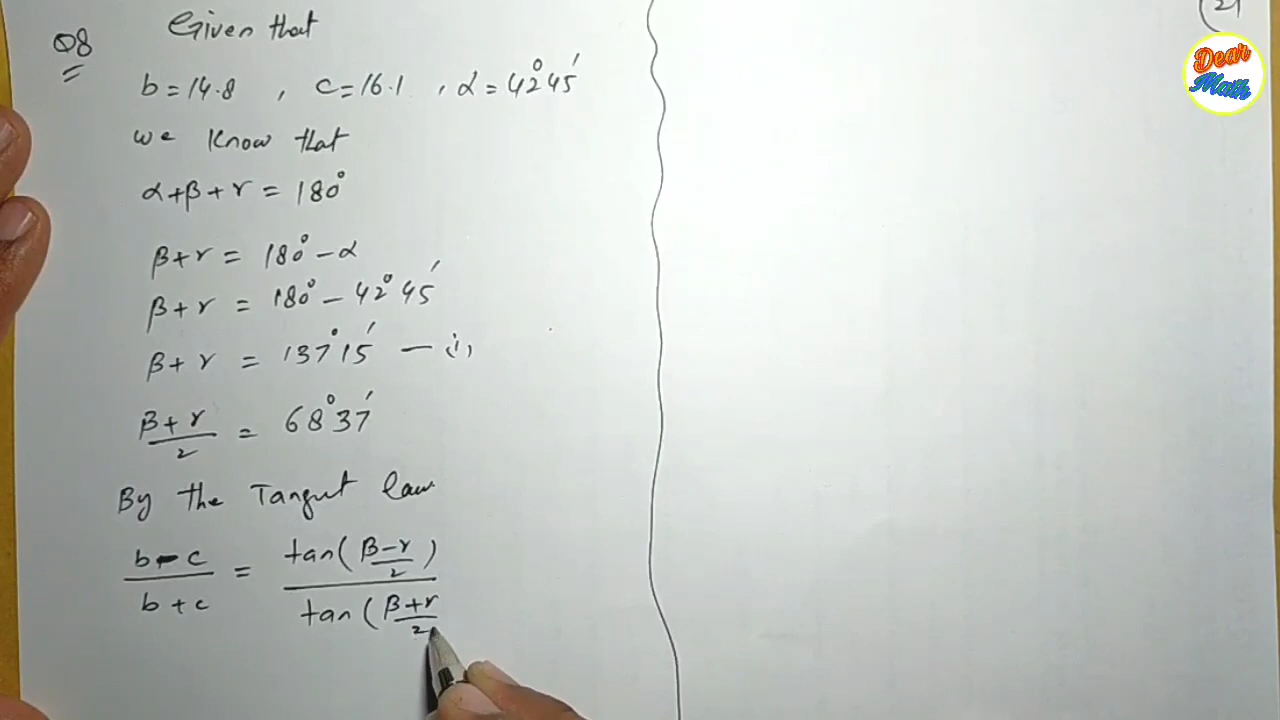 (21
Dear
Math
Q8 Given that
b = 14.8 , c = 16.1 , α = 42°45′
we know that
α + β + γ = 180°
β + γ = 180° − α
β + γ = 180° − 42°45′
β + γ = 137°15′ — (i)
β + γ / 2 = 68°37′
By the Tangent law
b − c / b + c = tan(β − γ / 2) / tan(β + γ / 2